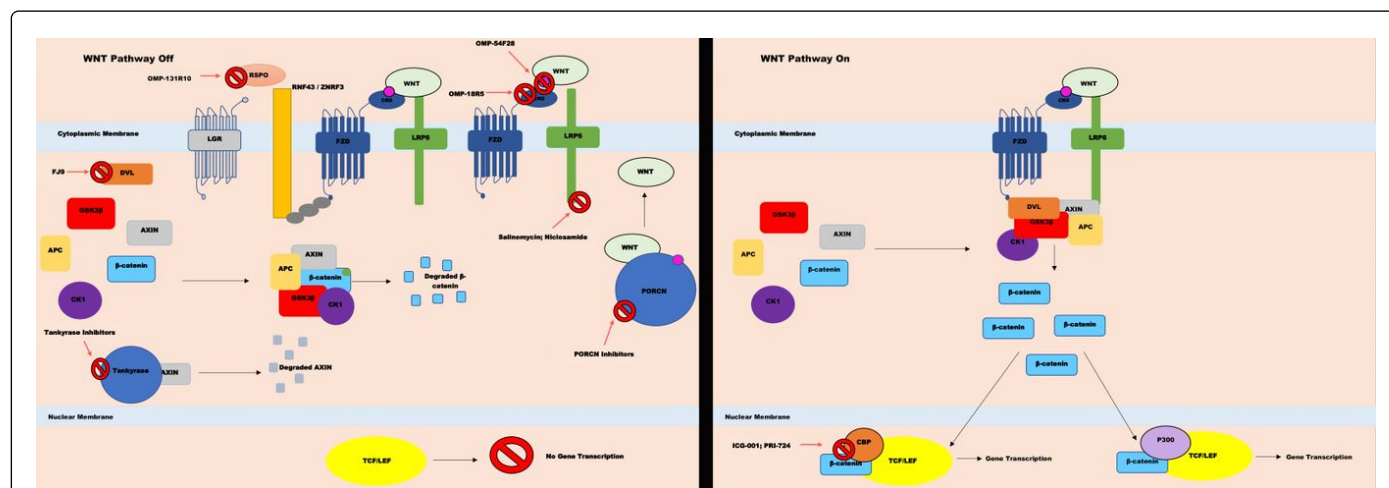 WNT Pathway Off
OMP-131R10
RSPO
RNF43 / ZNRF3
WNT
CRD
OMP-54F28
WNT
OMP-18R5
Cytoplasmic Membrane
LGR
FZD
LRP6
FZD
LRP6
FJ9
DVL
GSK3β
AXIN
APC
β-catenin
CK1
AXIN
APC
β-catenin
GSK3β
CK1
Degraded β-
catenin
Salinomycin; Niclosamide
WNT
WNT
PORCN
PORCN Inhibitors
Tankyrase Inhibitors
Tankyrase
AXIN
Degraded AXIN
Nuclear Membrane
TCF/LEF
No Gene Transcription
WNT Pathway On
WNT
CRD
Cytoplasmic Membrane
FZD
LRP6
GSK3β
AXIN
APC
β-catenin
CK1
DVL
AXIN
GSK3β
APC
CK1
β-catenin
β-catenin
β-catenin
β-catenin
Nuclear Membrane
ICG-001; PRI-724
CBP
β-catenin
TCF/LEF
Gene Transcription
P300
β-catenin
TCF/LEF
Gene Transcription